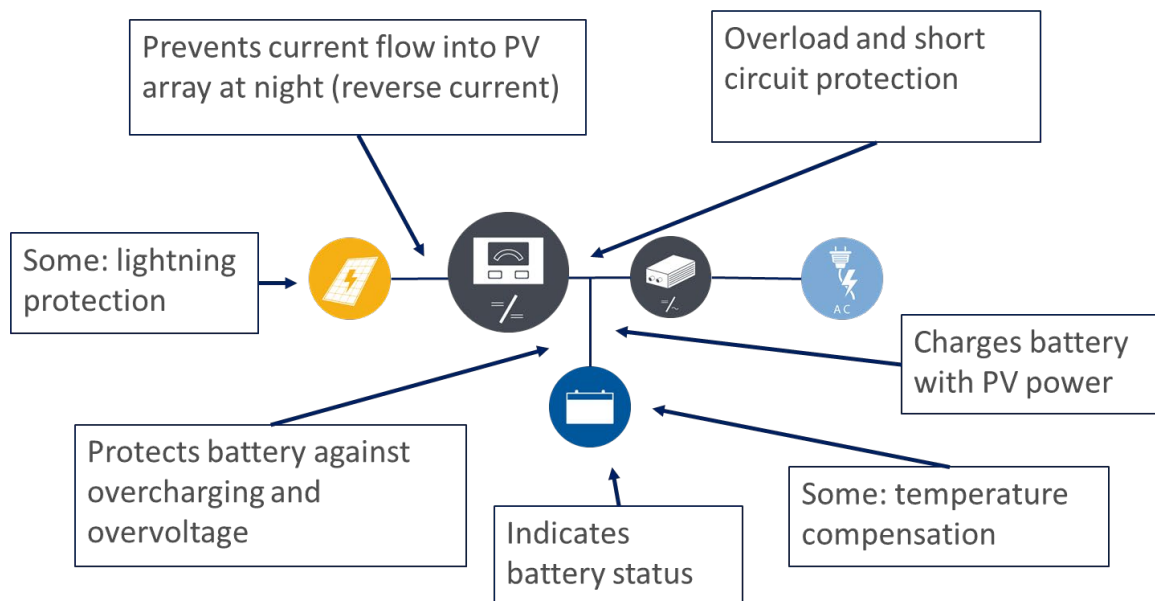 Prevents current flow into PV
array at night (reverse current)
Overload and short
circuit protection
Some: lightning
protection
AC
Charges battery
with PV power
Protects battery against
overcharging and
overvoltage
Some: temperature
compensation
Indicates
battery status